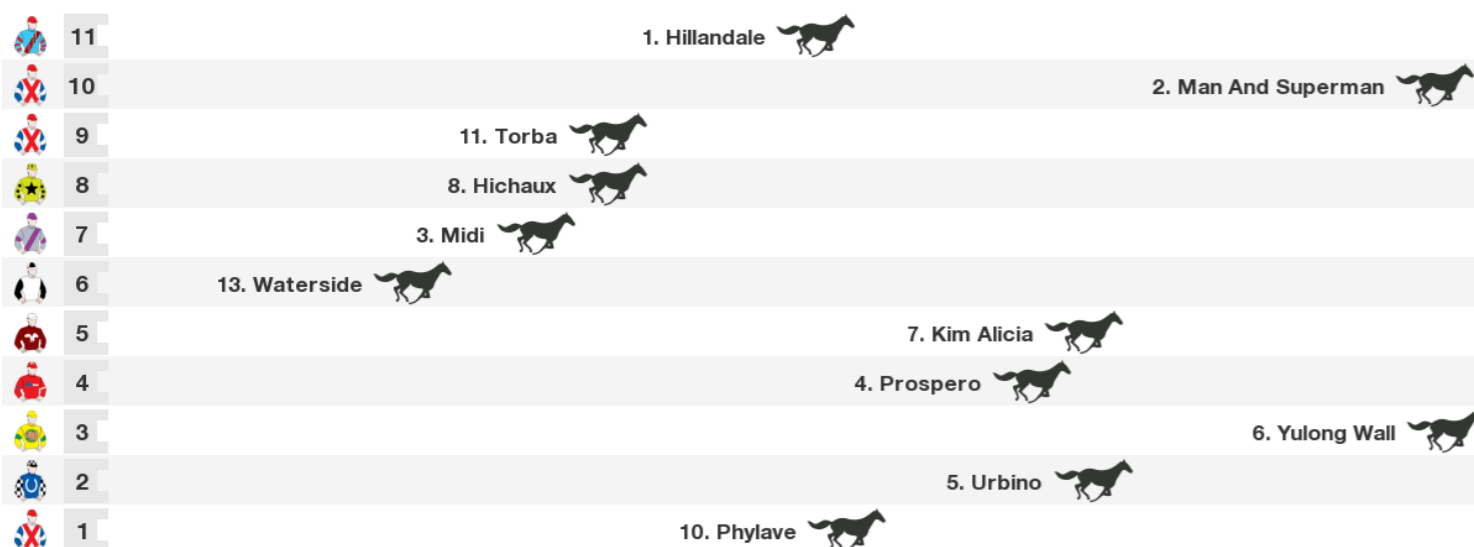 11 1. Hillandale
10 2. Man And Superman
9 11. Torba
8 8. Hichaux
7 3. Midi
6 13. Waterside
5 7. Kim Alicia
4 4. Prospero
3 6. Yulong Wall
2 5. Urbino
1 10. Phylave